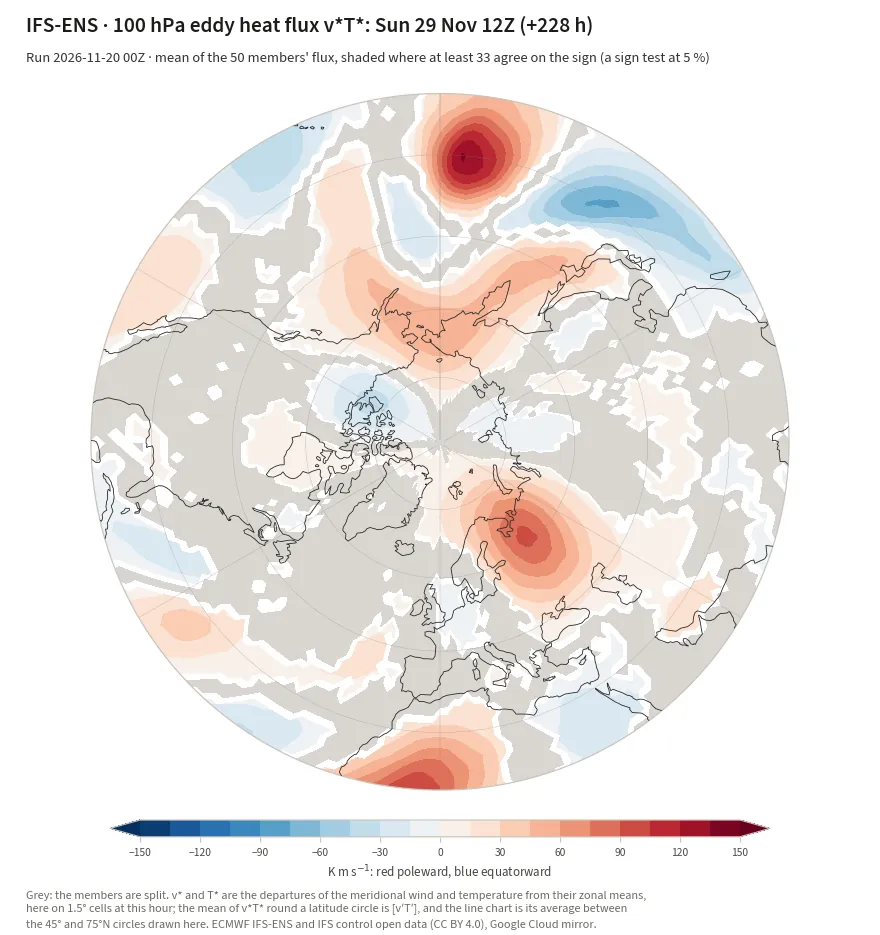 IFS-ENS · 100 hPa eddy heat flux v*T*: Sun 29 Nov 12Z (+228 h)
Run 2026-11-20 00Z · mean of the 50 members' flux, shaded where at least 33 agree on the sign (a sign test at 5 %)
−150 −120 −90 −60 −30 0 30 60 90 120 150
K m s⁻¹: red poleward, blue equatorward
Grey: the members are split. v* and T* are the departures of the meridional wind and temperature from their zonal means,
here on 1.5° cells at this hour; the mean of v*T* round a latitude circle is [v′T′], and the line chart is its average between
the 45° and 75°N circles drawn here. ECMWF IFS-ENS and IFS control open data (CC BY 4.0), Google Cloud mirror.